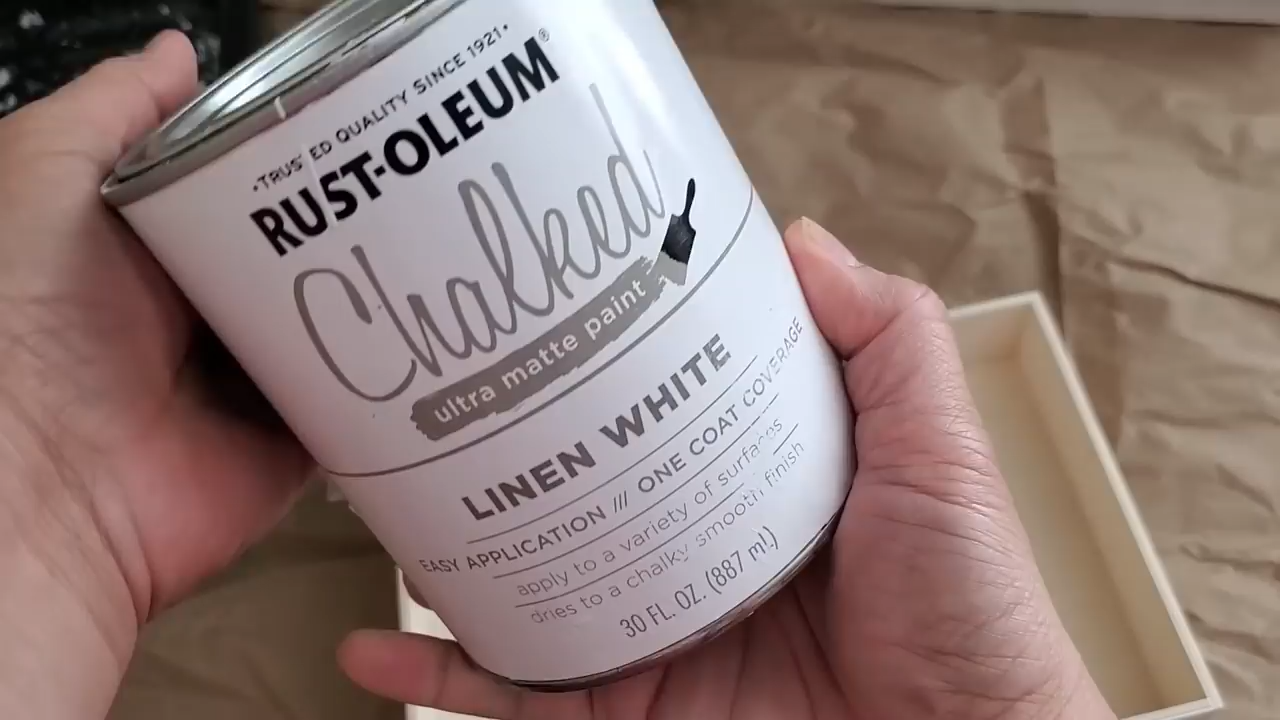 •TRUSTED QUALITY SINCE 1921•
RUST-OLEUM®
Chalked
ultra matte paint
LINEN WHITE
EASY APPLICATION /// ONE COAT COVERAGE
apply to a variety of surfaces
dries to a chalky smooth finish
30 FL. OZ. (887 ml)